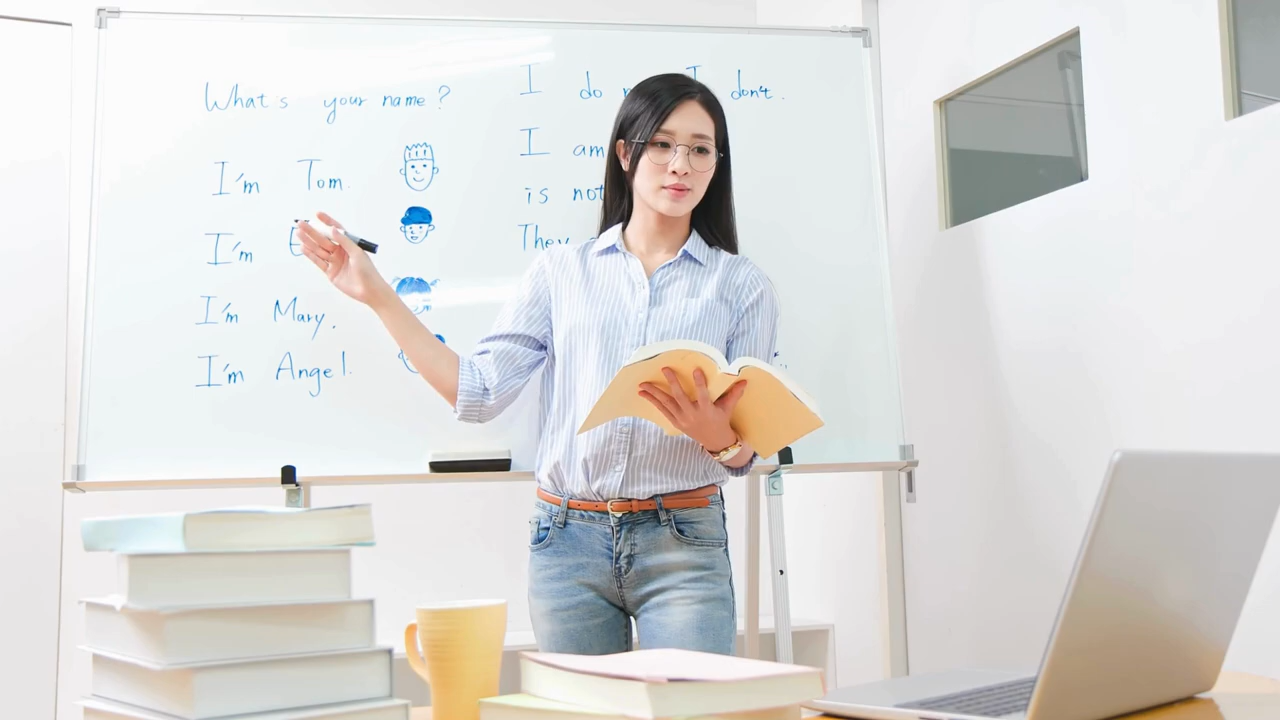 What's your name?
I'm Tom.
I'm
I'm Mary.
I'm Angel.
I do I don't.
I am
is not
They